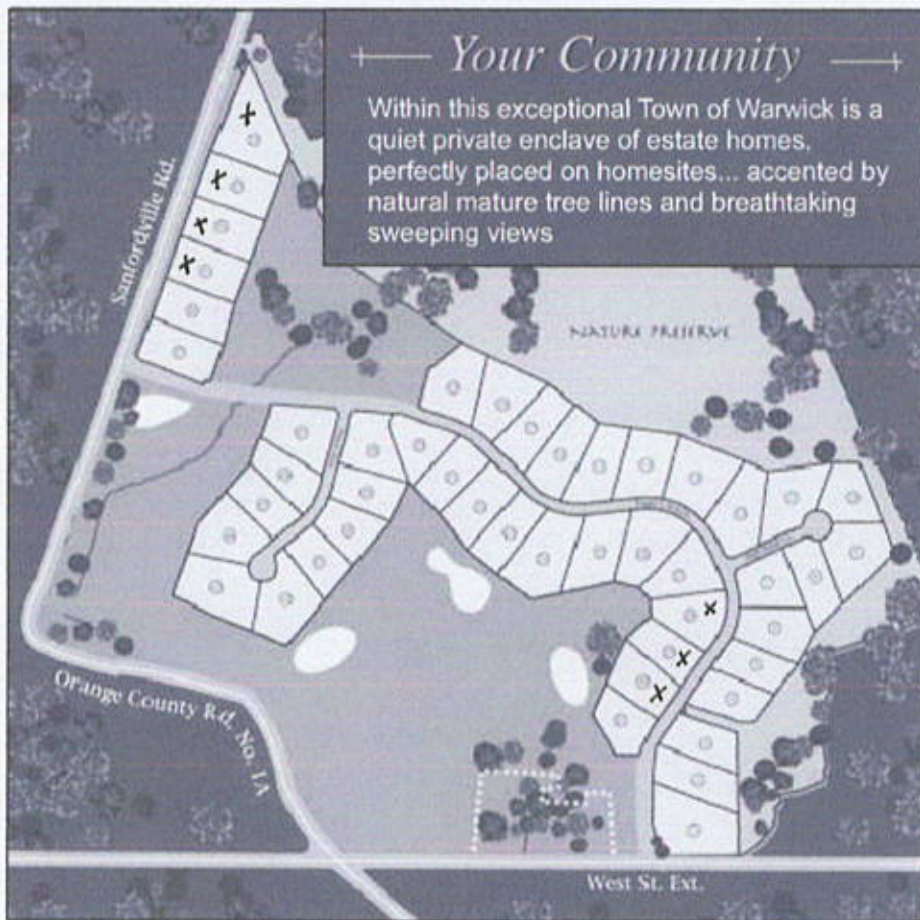 Your Community
Within this exceptional Town of Warwick is a
quiet private enclave of estate homes,
perfectly placed on homesites... accented by
natural mature tree lines and breathtaking
sweeping views
Sanfordville Rd.
NATURE PRESERVE
Orange County Rd. No. 1A
West St. Ext.